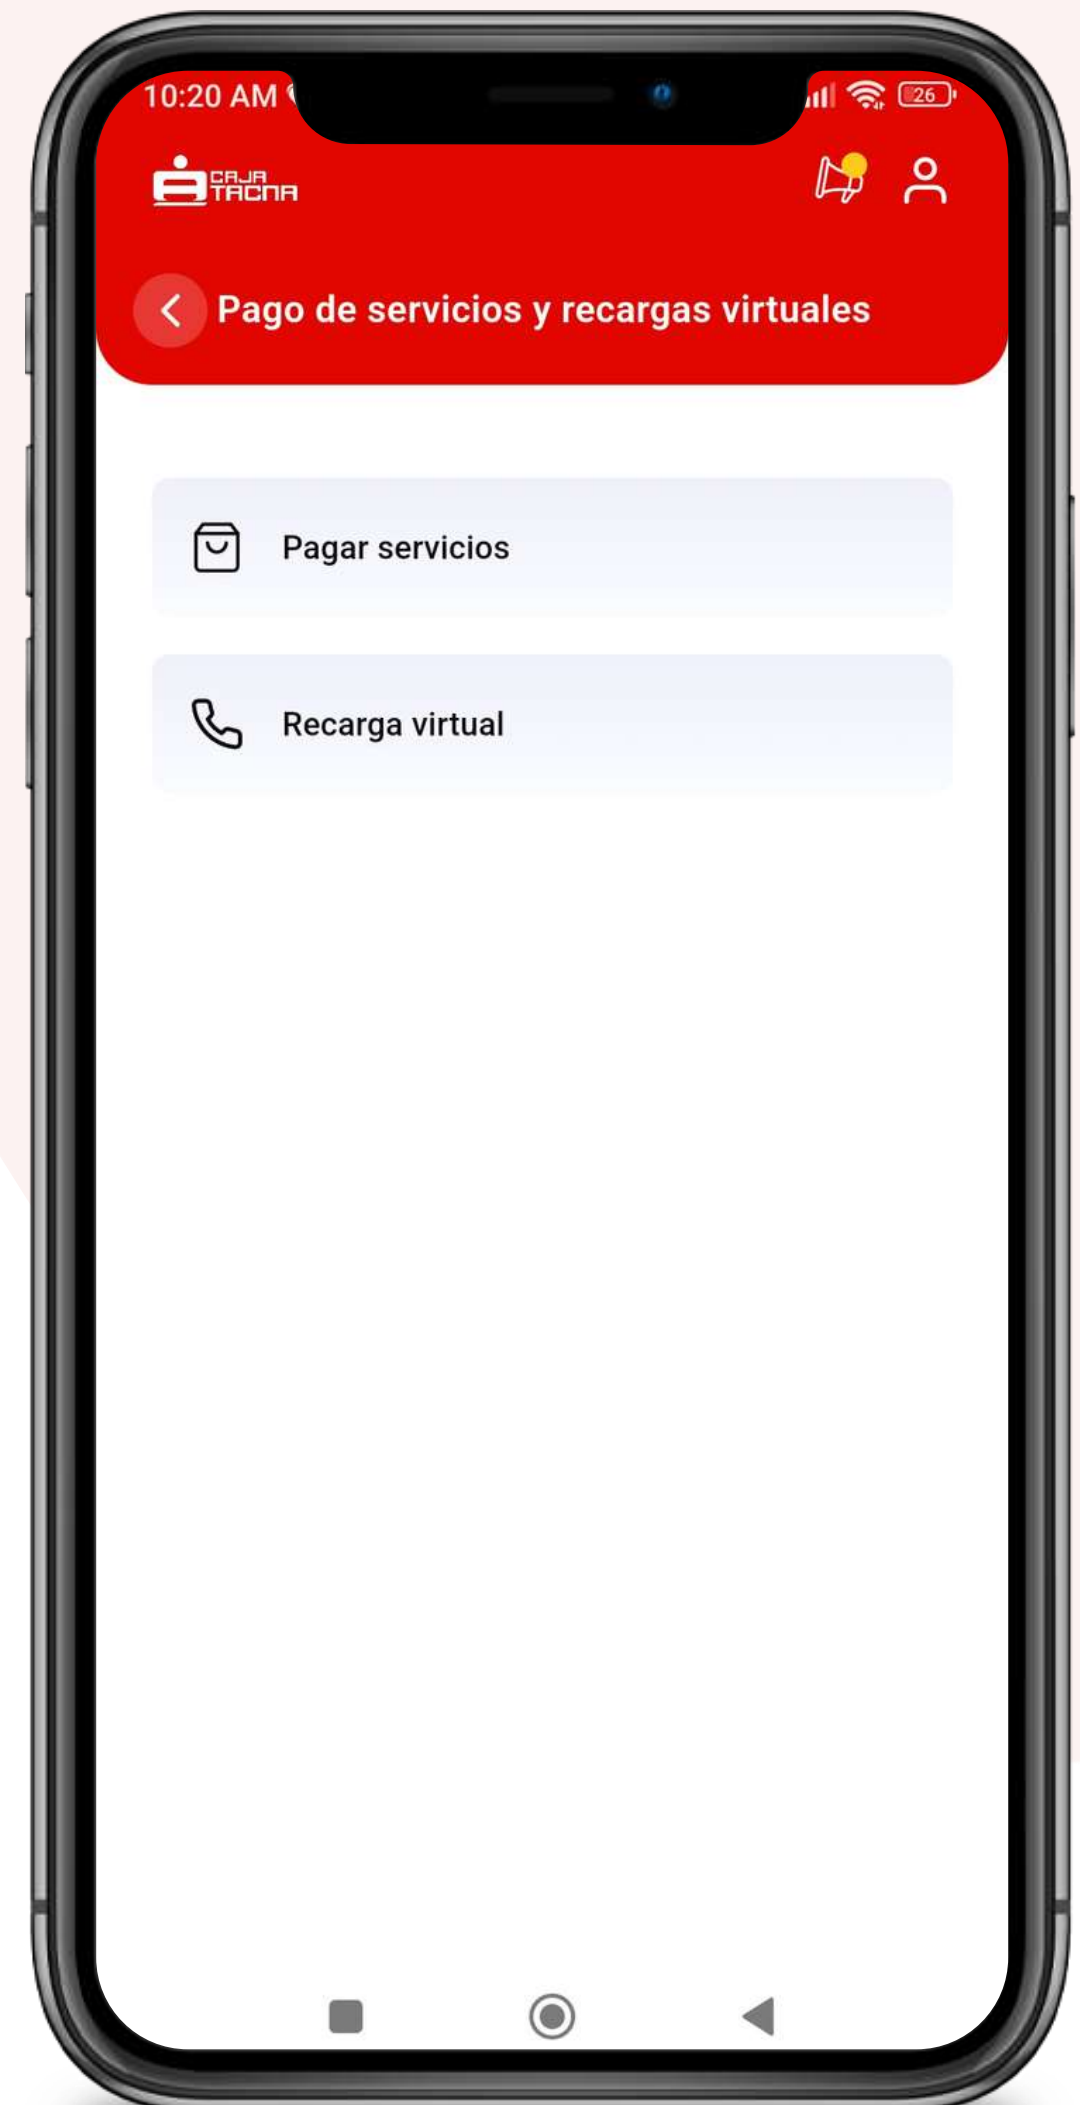 10:20 AM
26
CAJA
TACNA
Pago de servicios y recargas virtuales
Pagar servicios
Recarga virtual